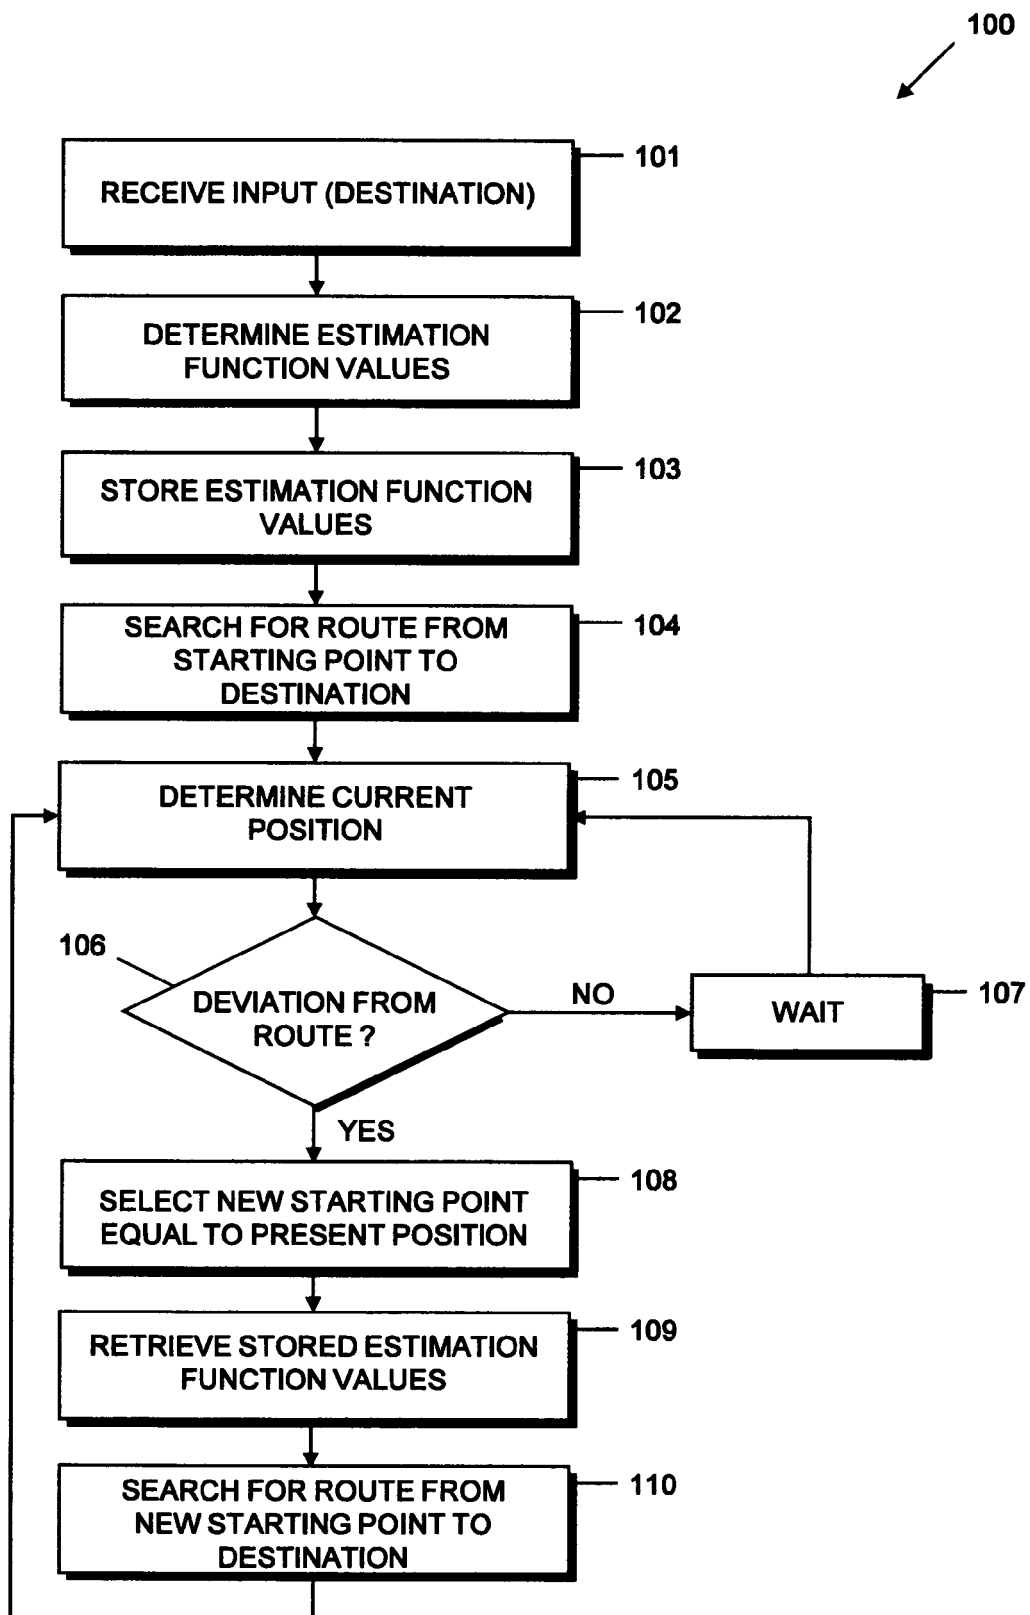 100
RECEIVE INPUT (DESTINATION)
101
DETERMINE ESTIMATION
FUNCTION VALUES
102
STORE ESTIMATION FUNCTION
VALUES
103
SEARCH FOR ROUTE FROM
STARTING POINT TO
DESTINATION
104
DETERMINE CURRENT
POSITION
105
106
DEVIATION FROM
ROUTE ?
NO
WAIT
107
YES
SELECT NEW STARTING POINT
EQUAL TO PRESENT POSITION
108
RETRIEVE STORED ESTIMATION
FUNCTION VALUES
109
SEARCH FOR ROUTE FROM
NEW STARTING POINT TO
DESTINATION
110